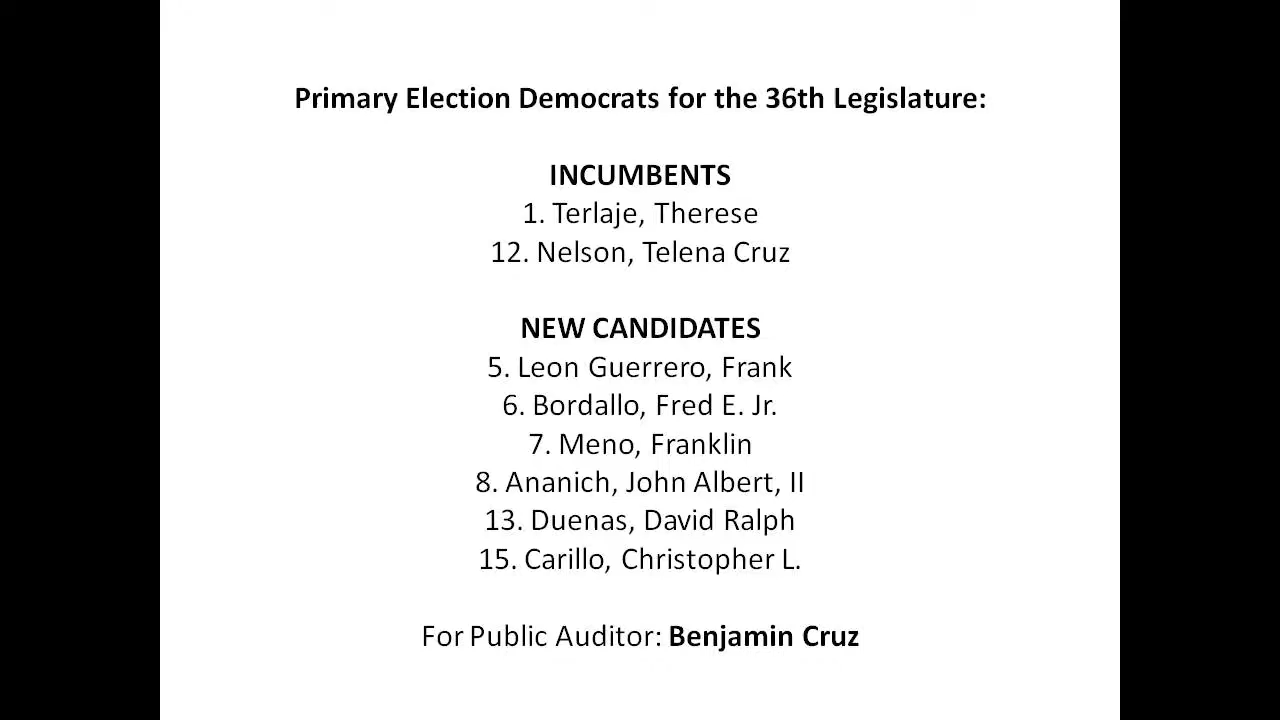 Primary Election Democrats for the 36th Legislature:
INCUMBENTS
1. Terlaje, Therese
12. Nelson, Telena Cruz
NEW CANDIDATES
5. Leon Guerrero, Frank
6. Bordallo, Fred E. Jr.
7. Meno, Franklin
8. Ananich, John Albert, II
13. Duenas, David Ralph
15. Carillo, Christopher L.
For Public Auditor: Benjamin Cruz